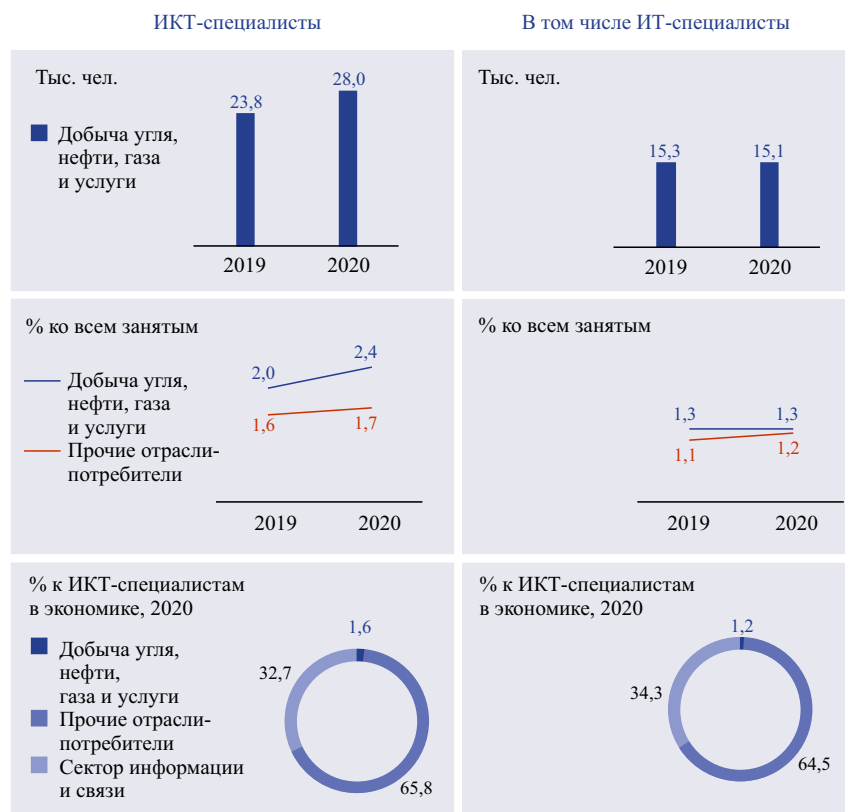 ИКТ-специалисты
В том числе ИТ-специалисты
Тыс. чел.
23,8
28,0
Добыча угля,
нефти, газа
и услуги
2019
2020
Тыс. чел.
15,3
15,1
2019
2020
% ко всем занятым
2,0
2,4
Добыча угля,
нефти, газа
и услуги
1,6
1,7
Прочие отрасли-
потребители
2019
2020
% ко всем занятым
1,3
1,3
1,1
1,2
2019
2020
% к ИКТ-специалистам
в экономике, 2020
1,6
Добыча угля,
нефти,
газа и услуги
32,7
Прочие отрасли-
потребители
Сектор информации
и связи
65,8
% к ИКТ-специалистам
в экономике, 2020
1,2
34,3
64,5